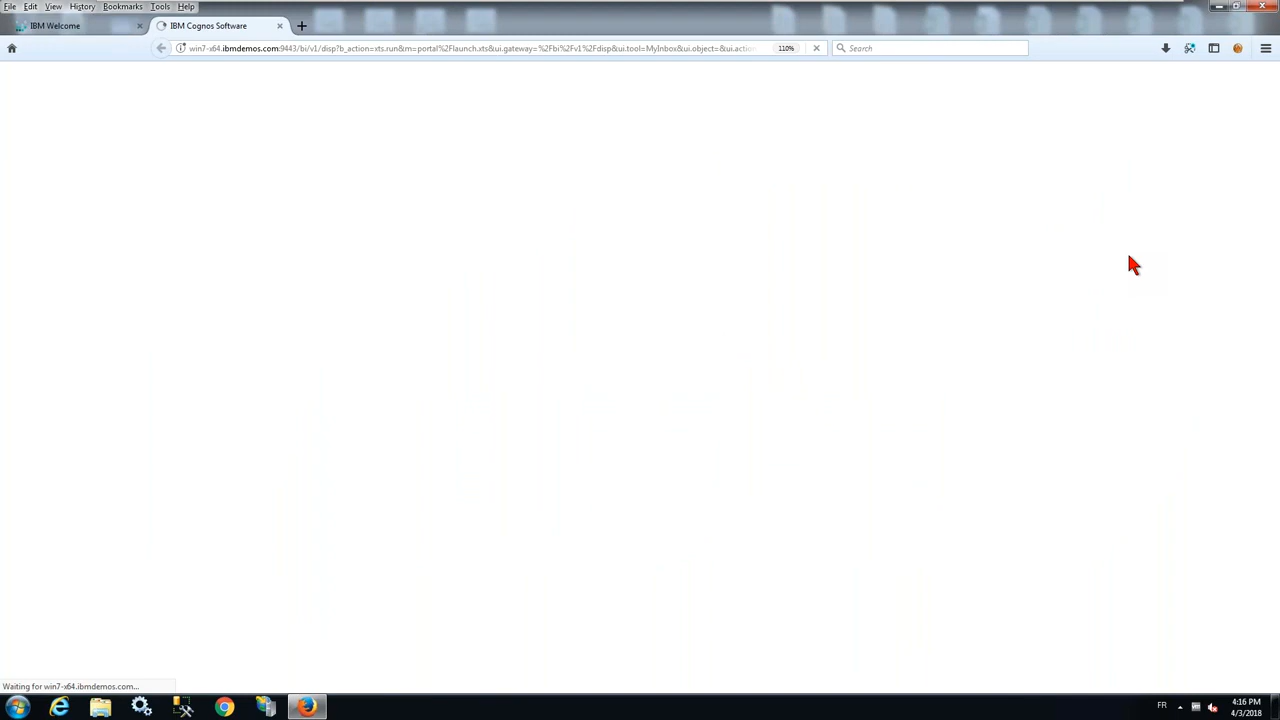 File Edit View History Bookmarks Tools Help
IBM Welcome × IBM Cognos Software ×
win7-x64.ibmdemos.com:9443/bi/v1/disp?b_action=xts.run&m=portal%2Flaunch.xts&ui.gateway=%2Fbi%2Fv1%2Fdisp&ui.tool=MyInbox&ui.object=&ui.action 110% Search
Waiting for win7-x64.ibmdemos.com...
FR 4:16 PM
4/3/2018